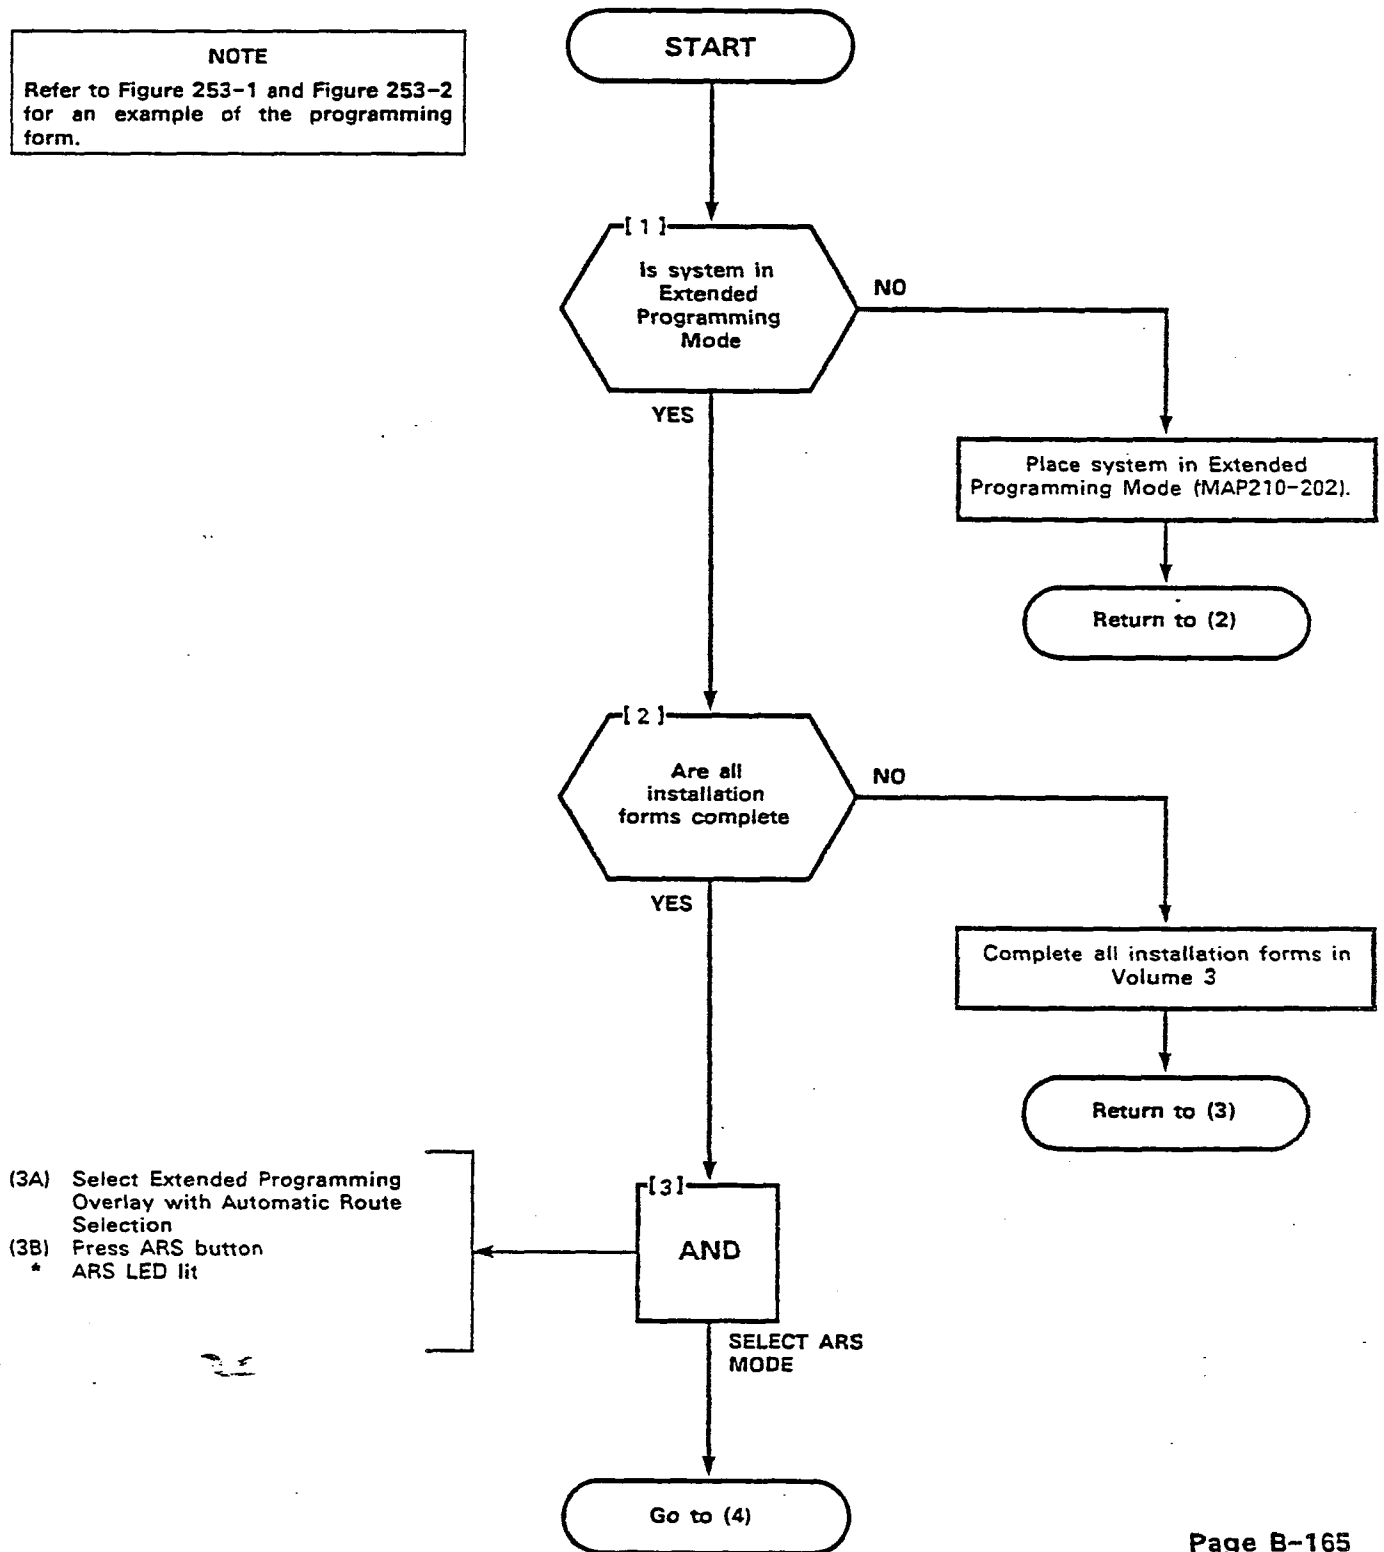 NOTE
Refer to Figure 253-1 and Figure 253-2
for an example of the programming
form.
START
[ 1 ]
Is system in
Extended
Programming
Mode
NO
YES
Place system in Extended
Programming Mode (MAP210-202).
Return to (2)
[ 2 ]
Are all
installation
forms complete
NO
YES
Complete all installation forms in
Volume 3
Return to (3)
(3A) Select Extended Programming
Overlay with Automatic Route
Selection
(3B) Press ARS button
* ARS LED lit
[3]
AND
SELECT ARS
MODE
Go to (4)
Page B-165